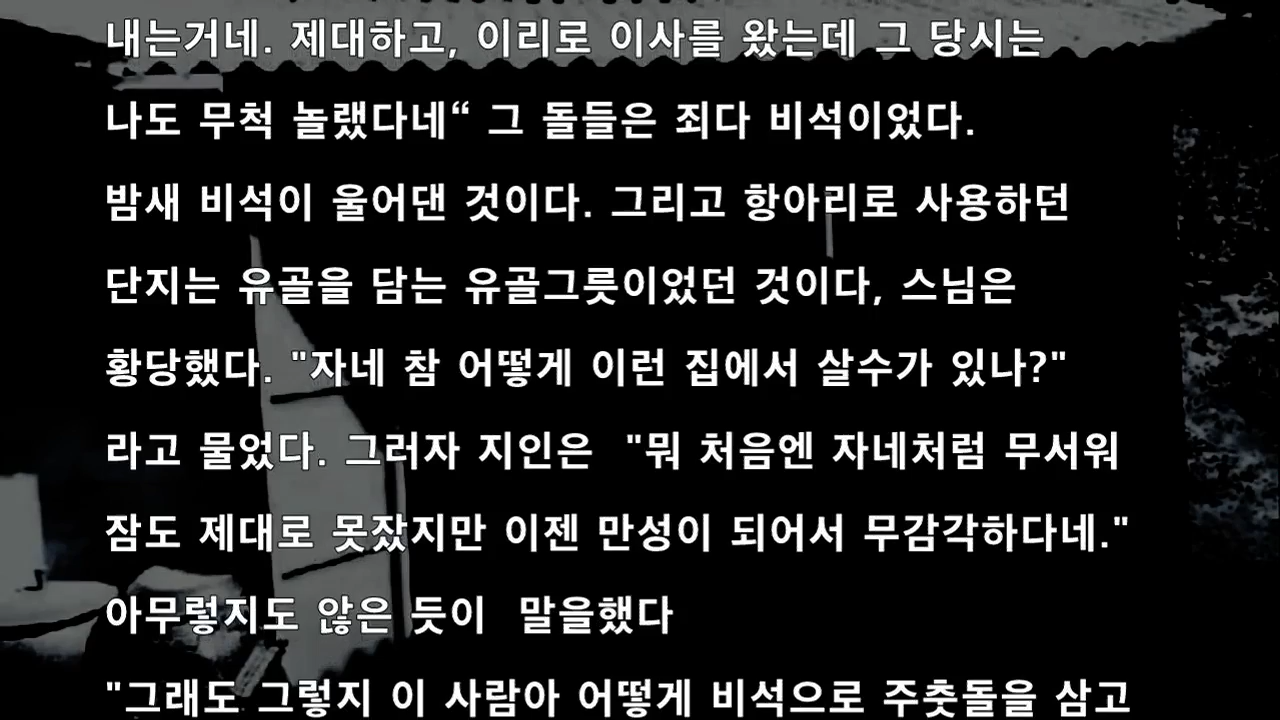 내는거네. 제대하고, 이리로 이사를 왔는데 그 당시는
나도 무척 놀랬다네“ 그 돌들은 죄다 비석이었다.
밤새 비석이 울어댄 것이다. 그리고 항아리로 사용하던
단지는 유골을 담는 유골그릇이었던 것이다, 스님은
황당했다. "자네 참 어떻게 이런 집에서 살수가 있나?"
라고 물었다. 그러자 지인은 "뭐 처음엔 자네처럼 무서워
잠도 제대로 못잤지만 이젠 만성이 되어서 무감각하다네."
아무렇지도 않은 듯이 말을했다
"그래도 그렇지 이 사람아 어떻게 비석으로 주춧돌을 삼고